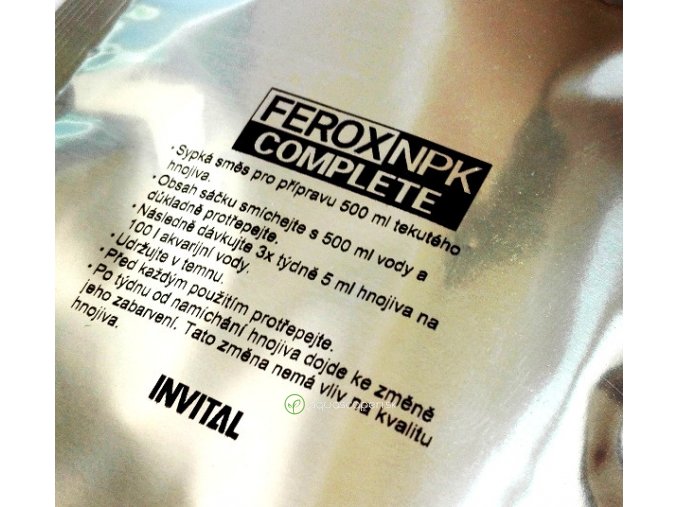 FEROX/NPK
COMPLETE
• Sypká směs pro přípravu 500 ml tekutého
hnojiva.
• Obsah sáčku smíchejte s 500 ml vody a
důkladně protřepejte.
• Následně dávkujte 3x týdně 5 ml hnojiva na
100 l akvarijní vody.
• Udržujte v temnu.
• Před každým použitím protřepejte.
• Po týdnu od namíchání hnojiva dojde ke změně
jeho zabarvení. Tato změna nemá vliv na kvalitu
hnojiva.
INVITAL